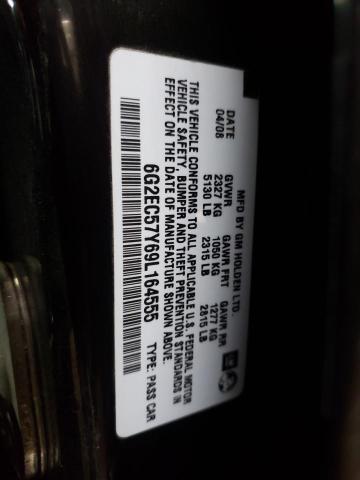 MFD BY GM HOLDEN LTD.
DATE GVWR GAWR FRT GAWR RR
04/08 2327 KG 1050 KG 1277 KG
5130 LB 2315 LB 2815 LB
THIS VEHICLE CONFORMS TO ALL APPLICABLE U.S. FEDERAL MOTOR
VEHICLE SAFETY, BUMPER AND THEFT PREVENTION STANDARDS IN
EFFECT ON THE DATE OF MANUFACTURE SHOWN ABOVE.
6G2EC57Y69L164555 TYPE: PASS CAR